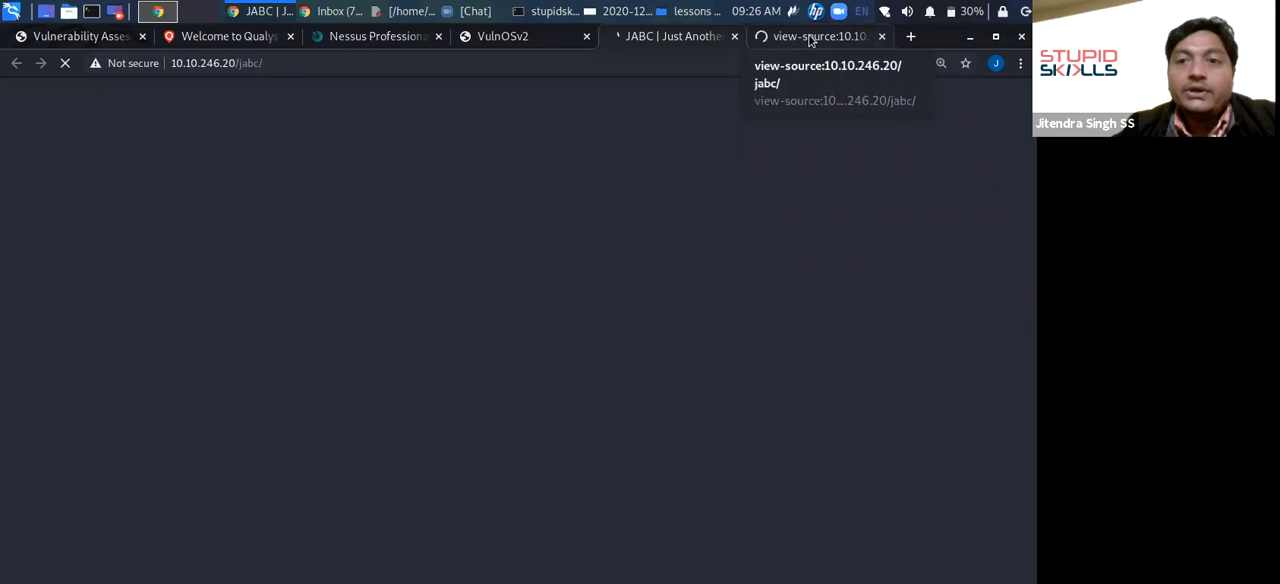 JABC | J...
Inbox (7...
[/home/...
[Chat]
stupidsk...
2020-12...
lessons ...
09:26 AM
hp
EN
30%
Vulnerability Asses
Welcome to Qualys
Nessus Professiona
VulnOSv2
JABC | Just Anothe
view-source:10.10.
Not secure
10.10.246.20/jabc/
J
view-source:10.10.246.20/
jabc/
view-source:10....246.20/jabc/
STUPID
SKILLS
Jitendra Singh SS